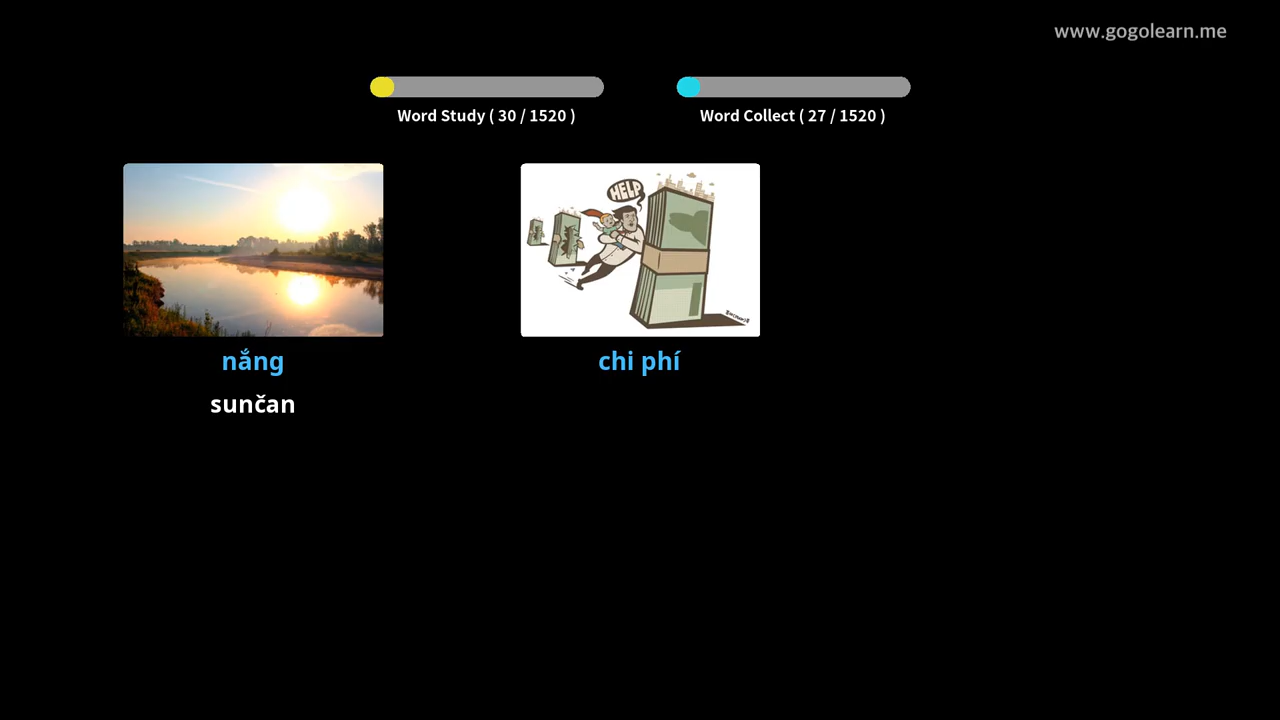 www.gogolearn.me
Word Study ( 30 / 1520 )
Word Collect ( 27 / 1520 )
HELP
nắng
chi phí
sunčan